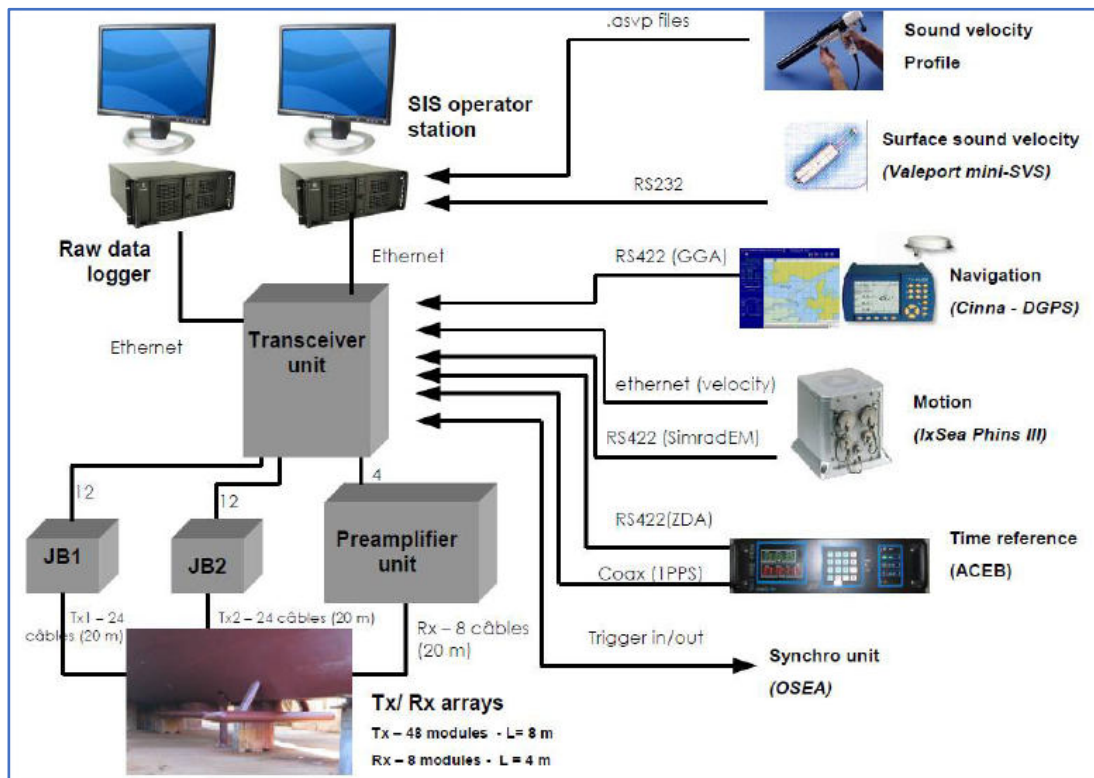 .asvp files
Sound velocity
Profile
SIS operator
station
Surface sound velocity
(Valeport mini-SVS)
RS232
Raw data
logger
Ethernet
RS422 (GGA)
Navigation
(Cinna - DGPS)
Ethernet
Transceiver
unit
ethernet (velocity)
Motion
(IxSea Phins III)
RS422 (SimradEM)
12
12
4
RS422(ZDA)
Time reference
(ACEB)
JB1
JB2
Preamplifier
unit
Coax (1PPS)
Tx1 – 24
câbles (20 m)
Tx2 – 24 câbles (20 m)
Rx – 8 câbles
(20 m)
Trigger in/out
Synchro unit
(OSEA)
Tx/ Rx arrays
Tx – 48 modules - L= 8 m
Rx – 8 modules - L = 4 m